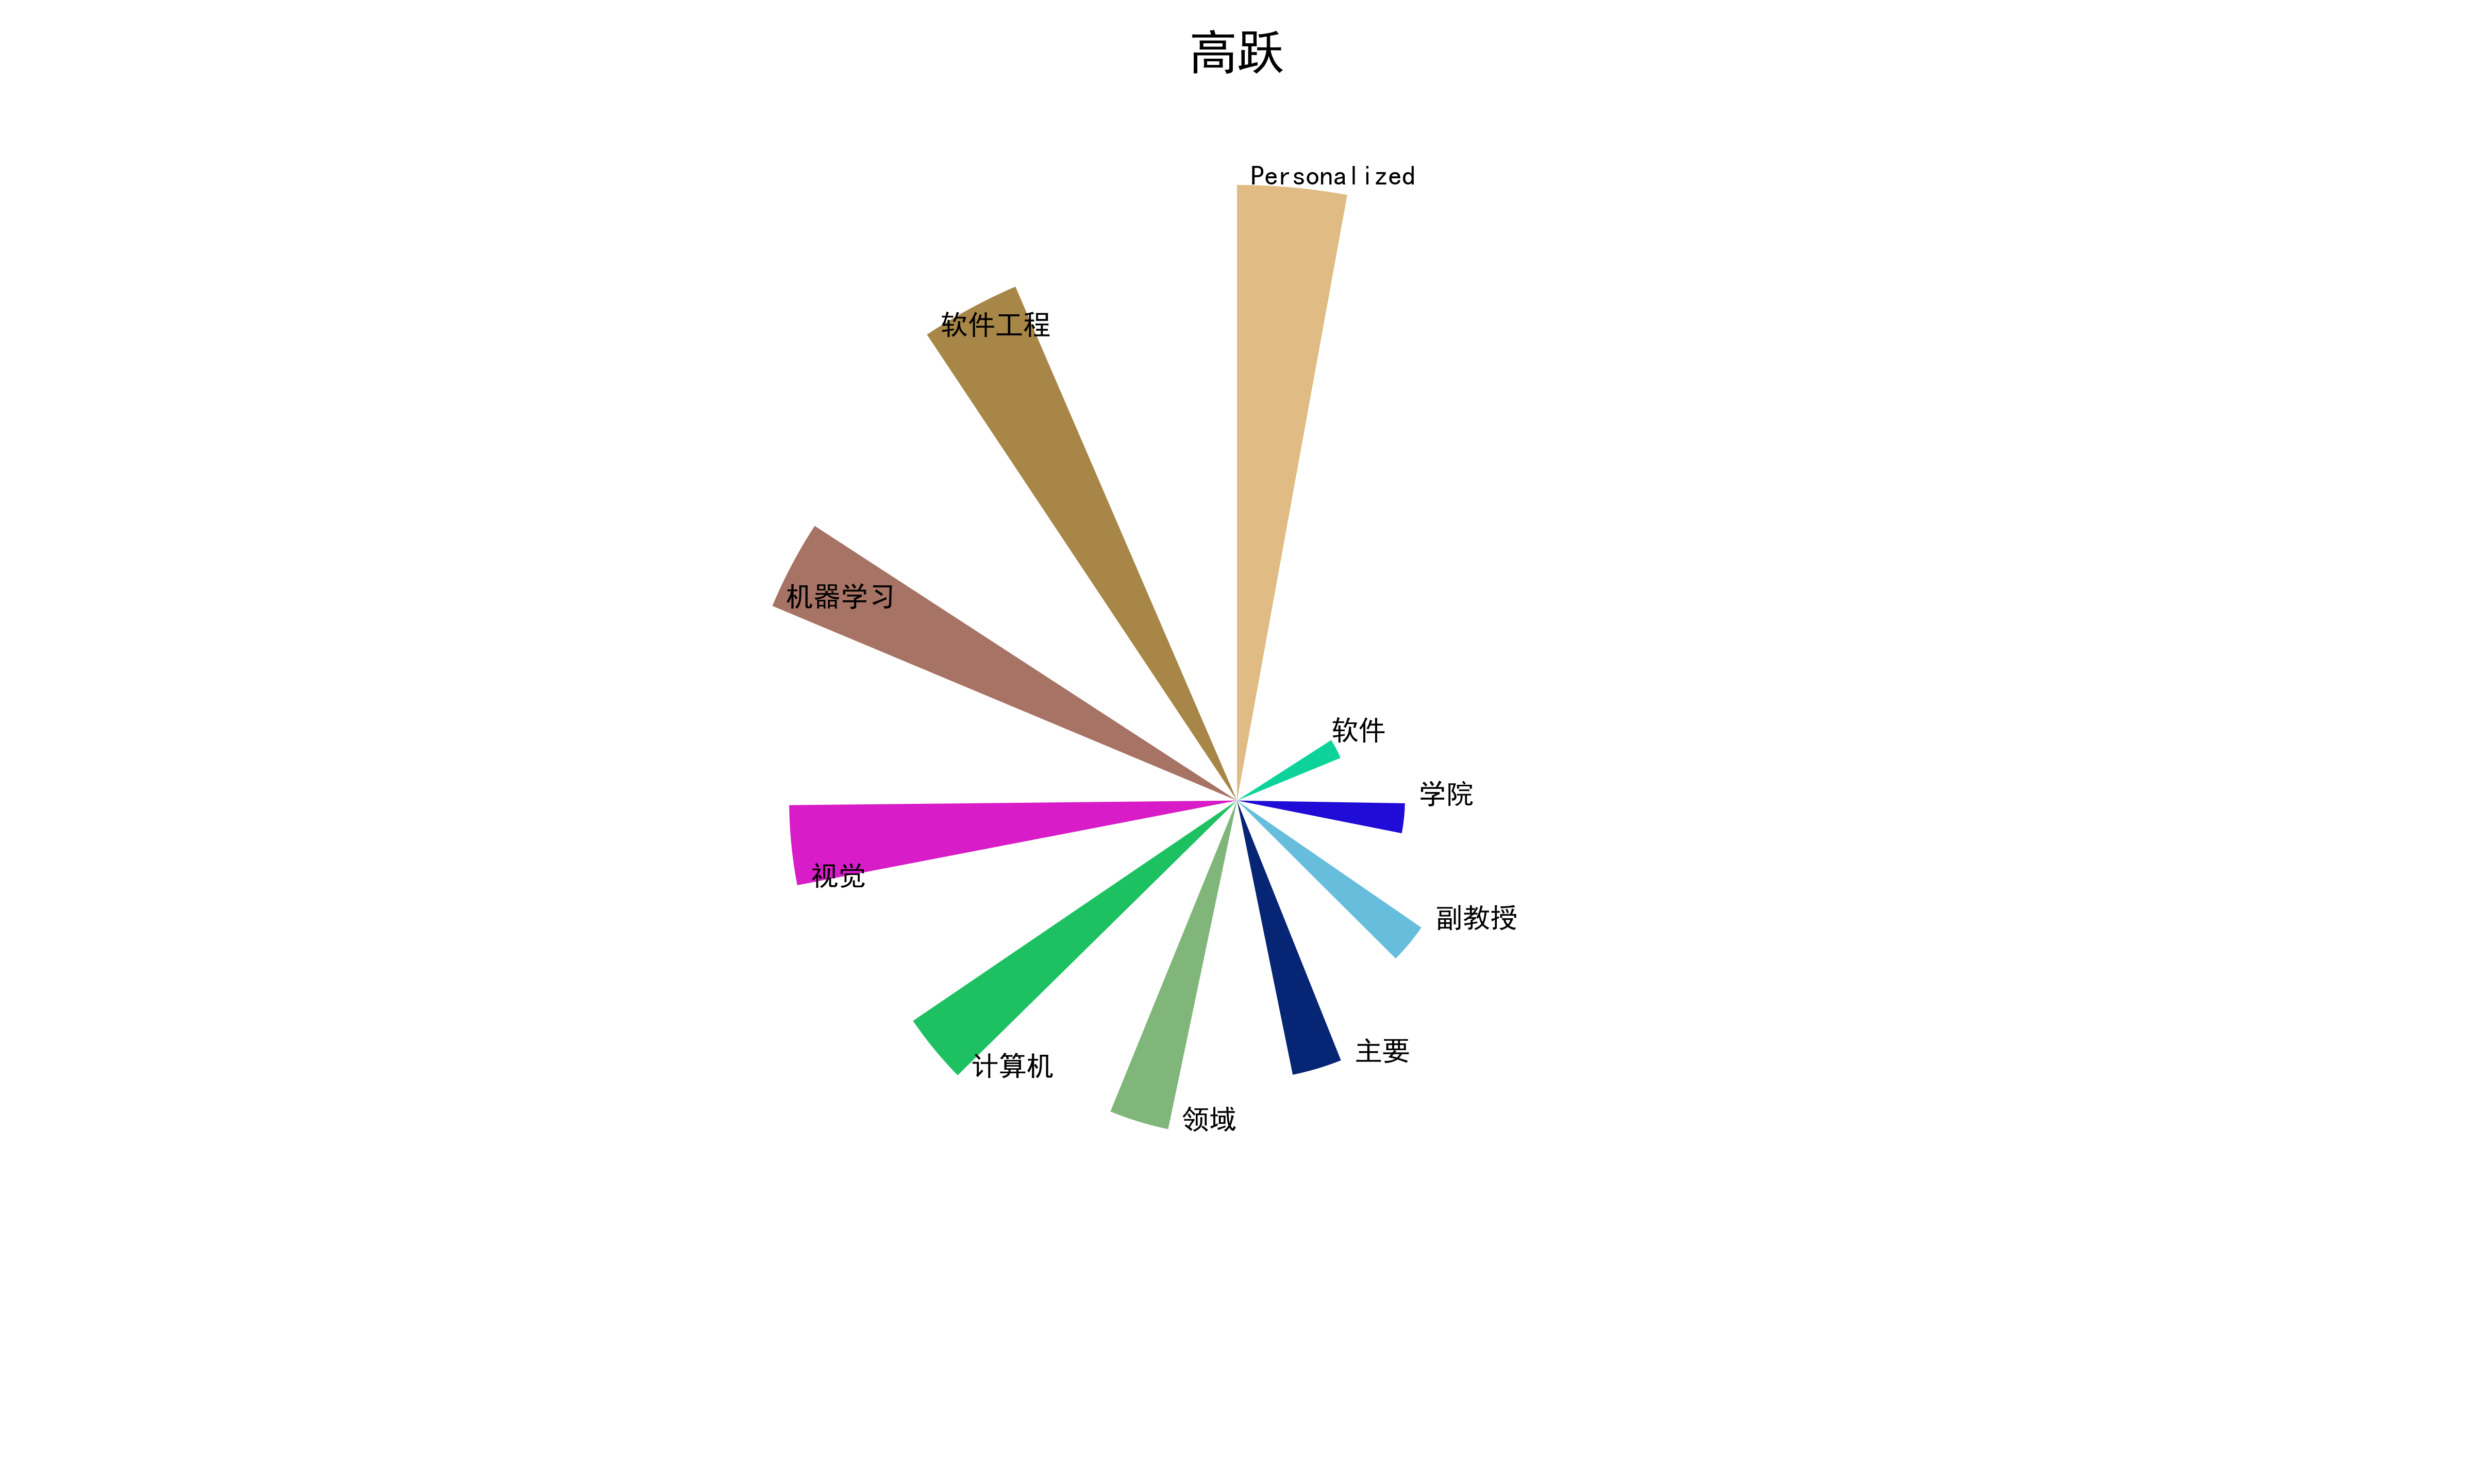 高跃
Personalized
软件工程
机器学习
软件
学院
视觉
副教授
主要
计算机
领域